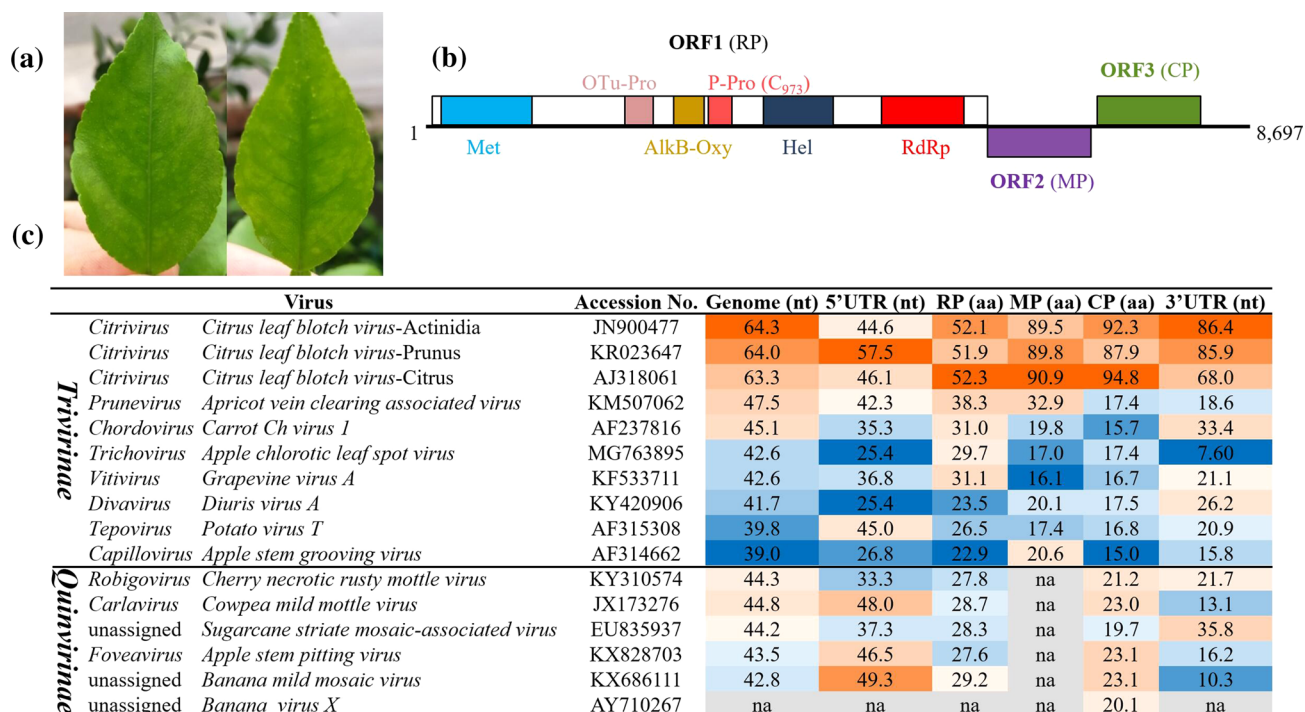 (a)
(b)
ORF1 (RP)
ORF3 (CP)
OTu-Pro P-Pro (C973)
1 8,697
Met AlkB-Oxy Hel RdRp
ORF2 (MP)
(c)
Virus Accession No. Genome (nt) 5'UTR (nt) RP (aa) MP (aa) CP (aa) 3'UTR (nt)
Trivirinae
Citrivirus Citrus leaf blotch virus-Actinidia JN900477 64.3 44.6 52.1 89.5 92.3 86.4
Citrivirus Citrus leaf blotch virus-Prunus KR023647 64.0 57.5 51.9 89.8 87.9 85.9
Citrivirus Citrus leaf blotch virus-Citrus AJ318061 63.3 46.1 52.3 90.9 94.8 68.0
Prunevirus Apricot vein clearing associated virus KM507062 47.5 42.3 38.3 32.9 17.4 18.6
Chordovirus Carrot Ch virus 1 AF237816 45.1 35.3 31.0 19.8 15.7 33.4
Trichovirus Apple chlorotic leaf spot virus MG763895 42.6 25.4 29.7 17.0 17.4 7.60
Vitivirus Grapevine virus A KF533711 42.6 36.8 31.1 16.1 16.7 21.1
Divavirus Diuris virus A KY420906 41.7 25.4 23.5 20.1 17.5 26.2
Tepovirus Potato virus T AF315308 39.8 45.0 26.5 17.4 16.8 20.9
Capillovirus Apple stem grooving virus AF314662 39.0 26.8 22.9 20.6 15.0 15.8
Quinvirinae
Robigovirus Cherry necrotic rusty mottle virus KY310574 44.3 33.3 27.8 na 21.2 21.7
Carlavirus Cowpea mild mottle virus JX173276 44.8 48.0 28.7 na 23.0 13.1
unassigned Sugarcane striate mosaic-associated virus EU835937 44.2 37.3 28.3 na 19.7 35.8
Foveavirus Apple stem pitting virus KX828703 43.5 46.5 27.6 na 23.1 16.2
unassigned Banana mild mosaic virus KX686111 42.8 49.3 29.2 na 23.1 10.3
unassigned Banana virus X AY710267 na na na na 20.1 na